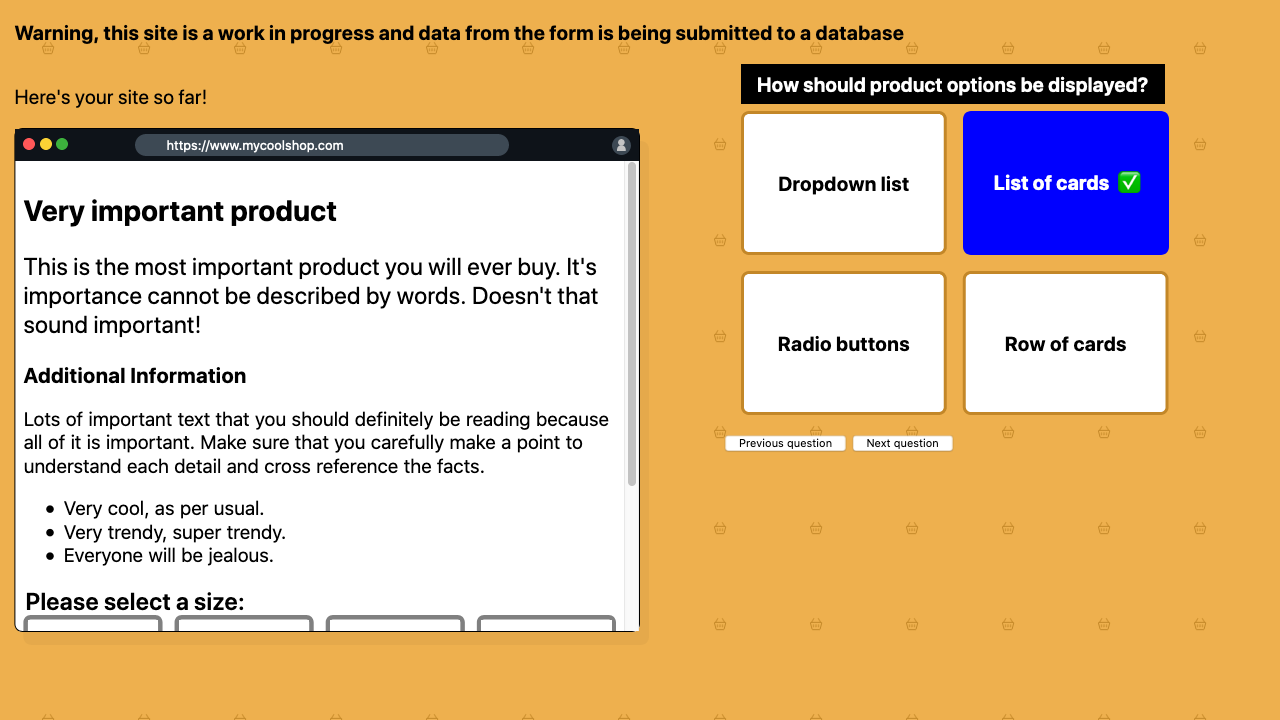 Warning, this site is a work in progress and data from the form is being submitted to a database
Here's your site so far!
https://www.mycoolshop.com
Very important product
This is the most important product you will ever buy. It's
importance cannot be described by words. Doesn't that
sound important!
Additional Information
Lots of important text that you should definitely be reading because
all of it is important. Make sure that you carefully make a point to
understand each detail and cross reference the facts.
Very cool, as per usual.
Very trendy, super trendy.
Everyone will be jealous.
Please select a size:
How should product options be displayed?
Dropdown list
List of cards ✅
Radio buttons
Row of cards
Previous question
Next question